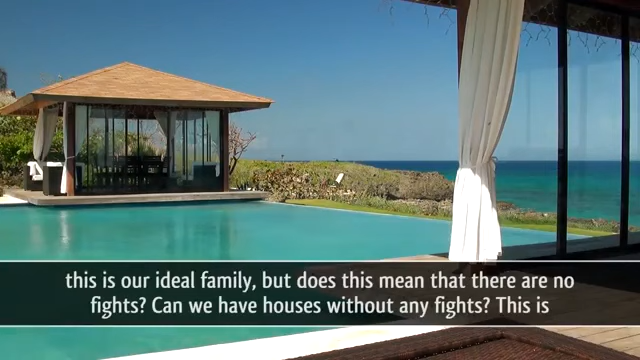 this is our ideal family, but does this mean that there are no
fights? Can we have houses without any fights? This is